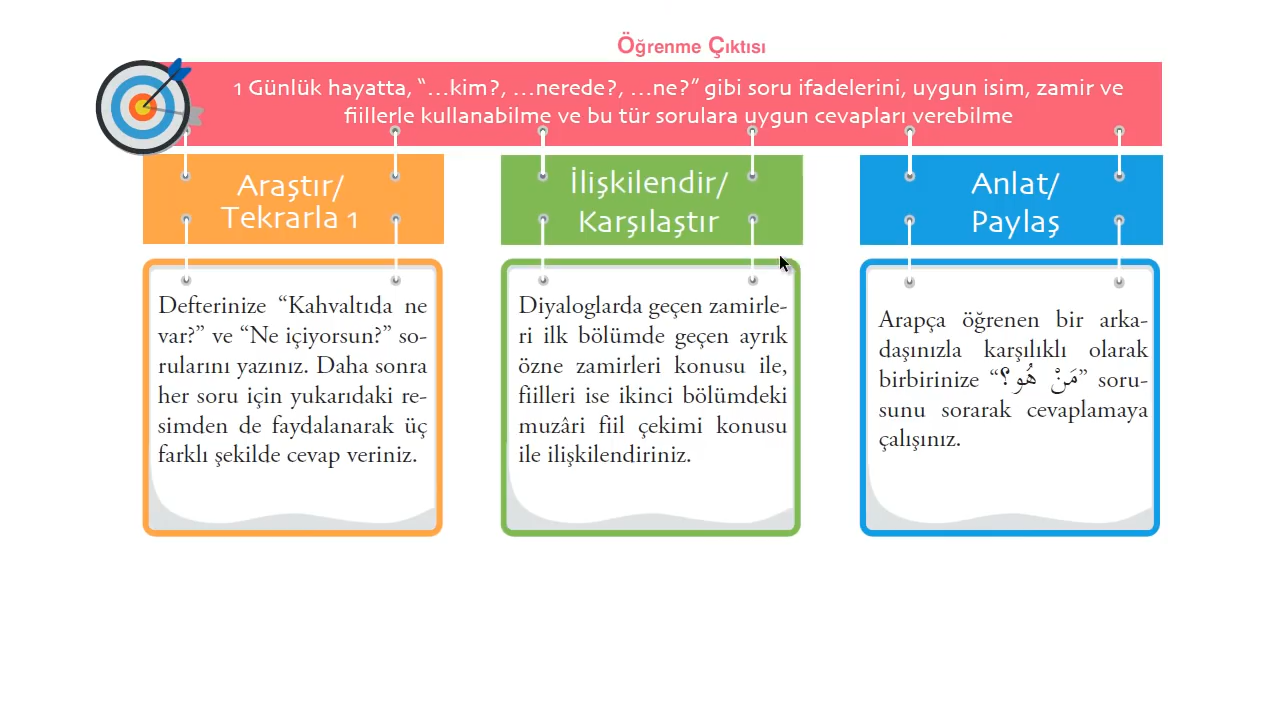 Öğrenme Çıktısı
1 Günlük hayatta, “...kim?, ...nerede?, ...ne?” gibi soru ifadelerini, uygun isim, zamir ve
fiillerle kullanabilme ve bu tür sorulara uygun cevapları verebilme
Araştır/
Tekrarla 1
Defterinize “Kahvaltıda ne
var?” ve “Ne içiyorsun?” so-
rularını yazınız. Daha sonra
her soru için yukarıdaki re-
simden de faydalanarak üç
farklı şekilde cevap veriniz.
İlişkilendir/
Karşılaştır
Diyaloglarda geçen zamirle-
ri ilk bölümde geçen ayrık
özne zamirleri konusu ile,
fiilleri ise ikinci bölümdeki
muzâri fiil çekimi konusu
ile ilişkilendiriniz.
Anlat/
Paylaş
Arapça öğrenen bir arka-
daşınızla karşılıklı olarak
birbirinize “مَنْ هُو؟” soru-
sunu sorarak cevaplamaya
çalışınız.